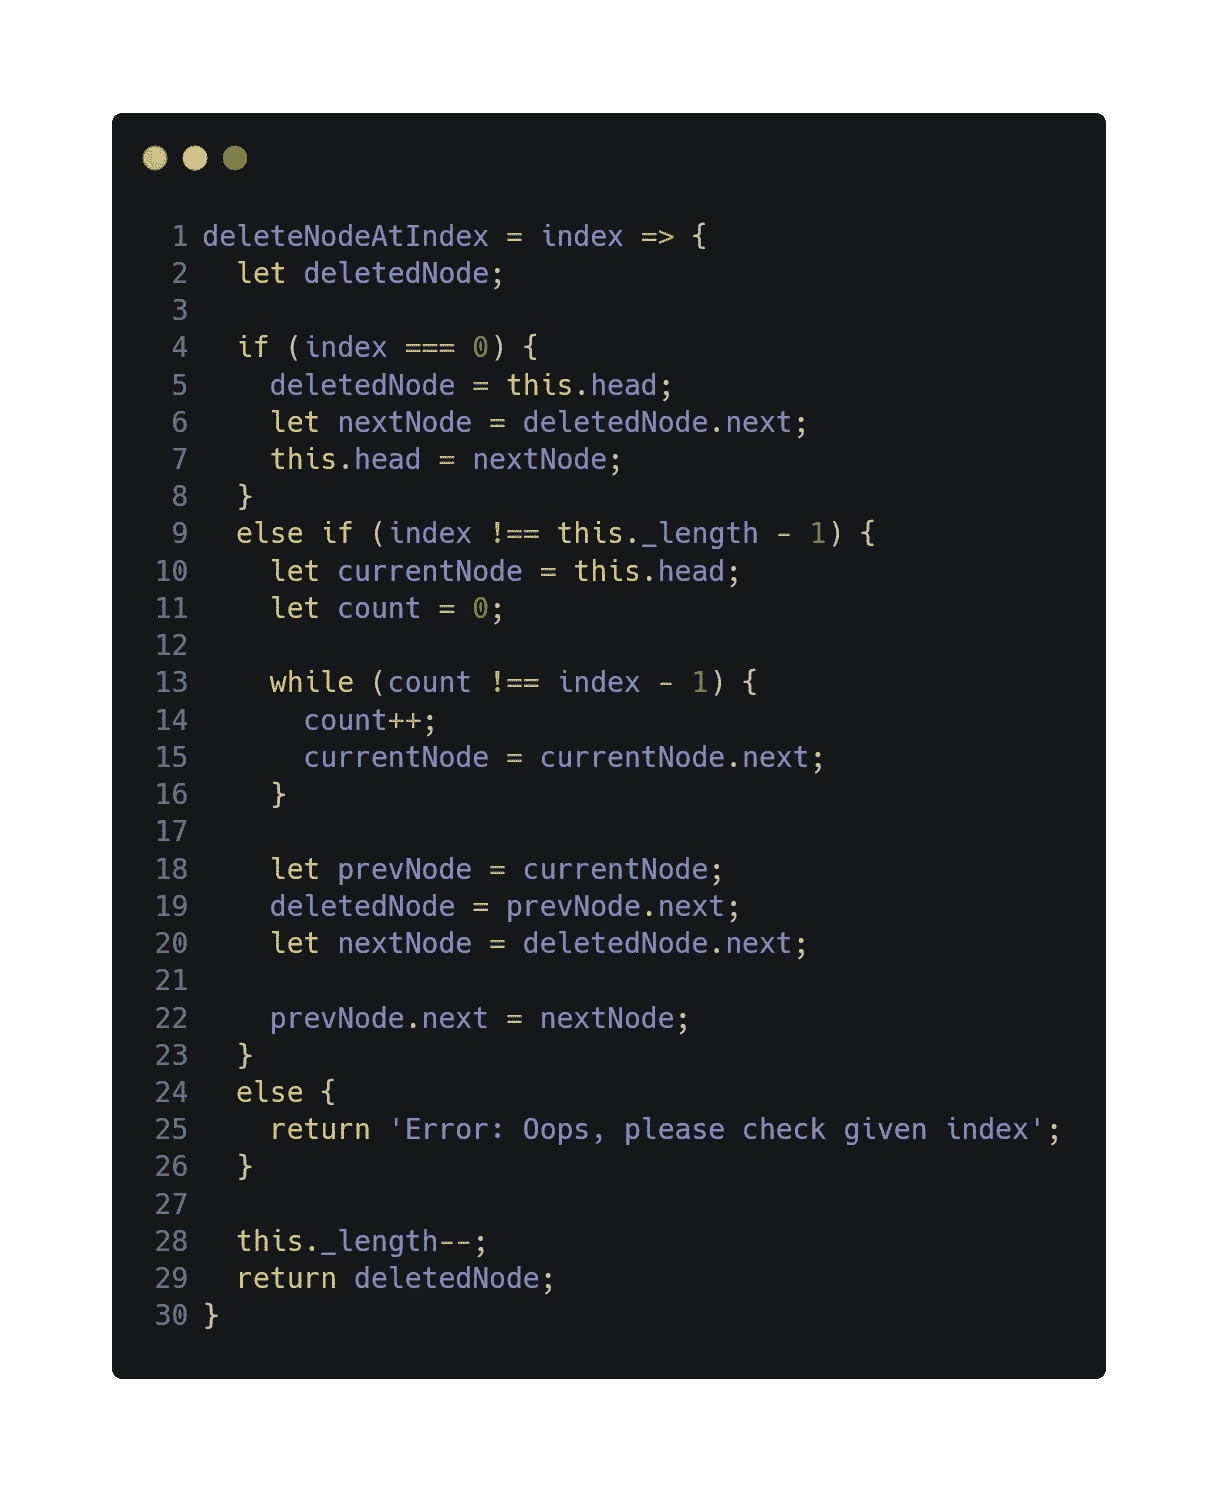 1 deleteNodeAtIndex = index => {
2   let deletedNode;
3
4   if (index === 0) {
5     deletedNode = this.head;
6     let nextNode = deletedNode.next;
7     this.head = nextNode;
8   }
9   else if (index !== this._length - 1) {
10     let currentNode = this.head;
11     let count = 0;
12
13     while (count !== index - 1) {
14       count++;
15       currentNode = currentNode.next;
16     }
17
18     let prevNode = currentNode;
19     deletedNode = prevNode.next;
20     let nextNode = deletedNode.next;
21
22     prevNode.next = nextNode;
23   }
24   else {
25     return 'Error: Oops, please check given index';
26   }
27
28   this._length--;
29   return deletedNode;
30 }